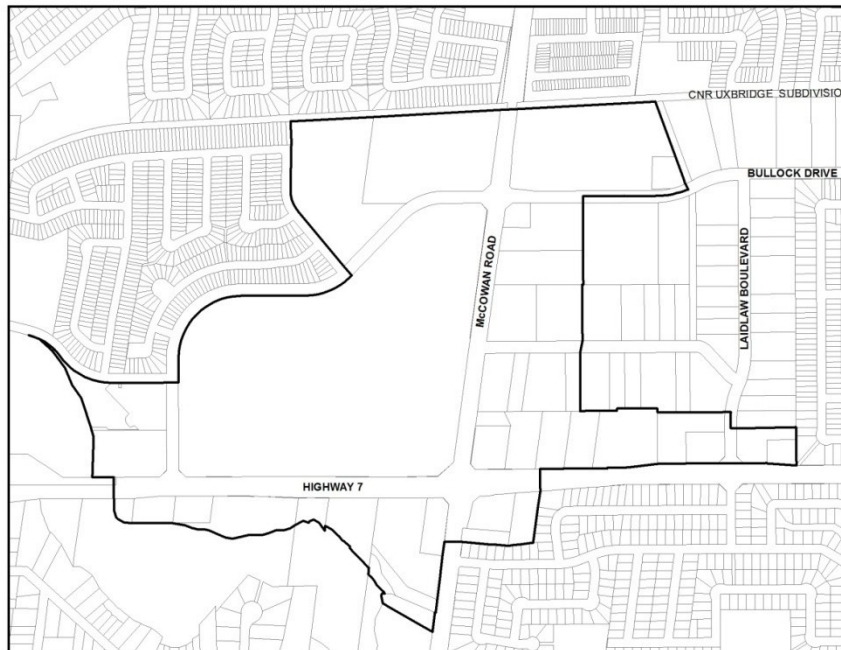 CNR UXBRIDGE SUBDIVISIO
BULLOCK DRIVE
McCOWAN ROAD
LAIDLAW BOULEVARD
HIGHWAY 7